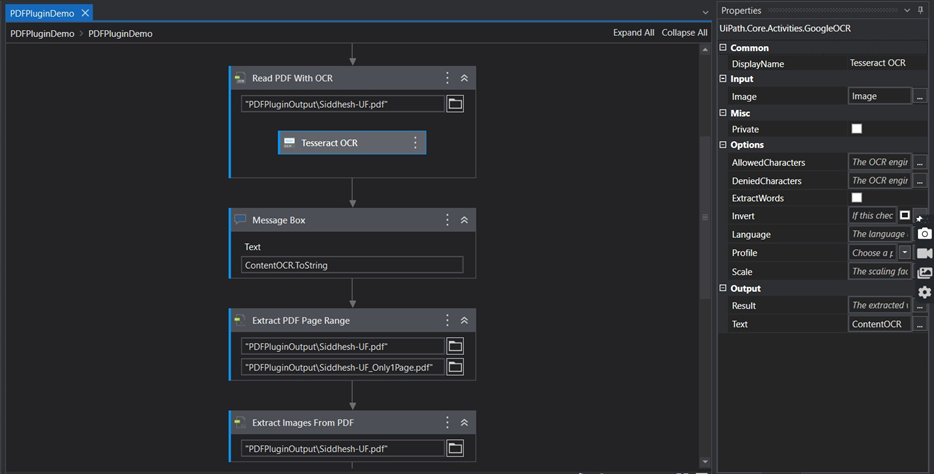 PDFPluginDemo
PDFPluginDemo > PDFPluginDemo
Expand All Collapse All
Read PDF With OCR
"PDFPluginOutput\Siddhesh-UF.pdf"
Tesseract OCR
Message Box
Text
ContentOCR.ToString
Extract PDF Page Range
"PDFPluginOutput\Siddhesh-UF.pdf"
"PDFPluginOutput\Siddhesh-UF_Only1Page.pdf"
Extract Images From PDF
"PDFPluginOutput\Siddhesh-UF.pdf"
Properties
UiPath.Core.Activities.GoogleOCR
Common
DisplayName Tesseract OCR
Input
Image Image ...
Misc
Private
Options
AllowedCharacters The OCR engin ...
DeniedCharacters The OCR engin ...
ExtractWords
Invert If this chec
Language The language
Profile Choose a p
Scale The scaling fac
Output
Result The extracted ...
Text ContentOCR ...